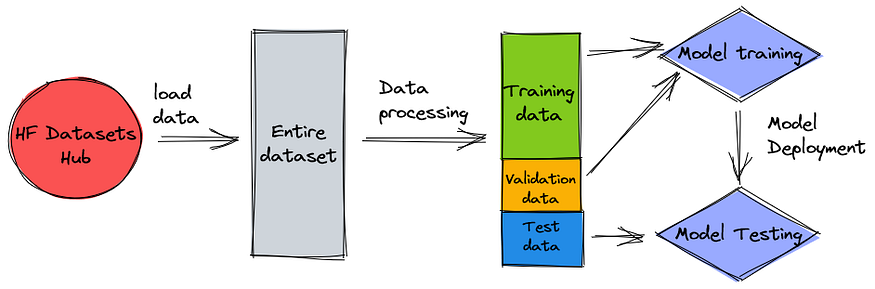 HF Datasets
Hub
load
data
Entire
dataset
Data
processing
Training
data
Validation
data
Test
data
Model training
Model
Deployment
Model Testing